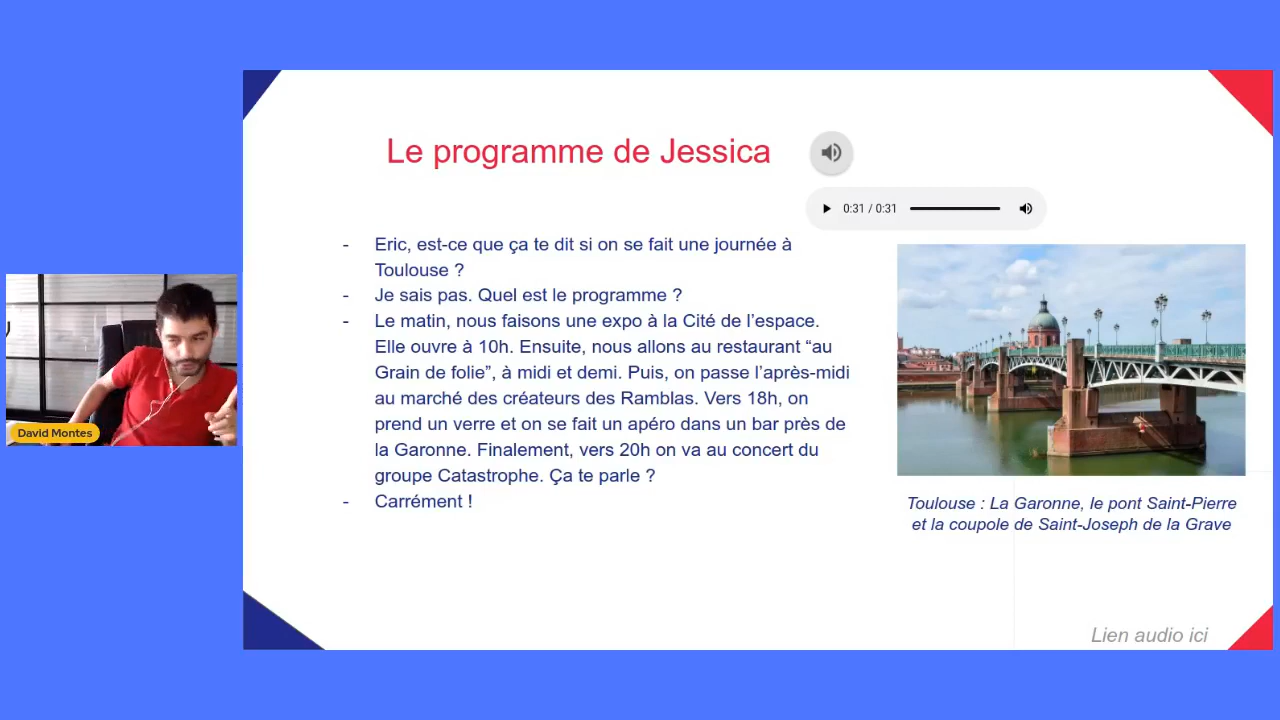 Le programme de Jessica
0:31 / 0:31
- Eric, est-ce que ça te dit si on se fait une journée à
Toulouse ?
- Je sais pas. Quel est le programme ?
- Le matin, nous faisons une expo à la Cité de l’espace.
Elle ouvre à 10h. Ensuite, nous allons au restaurant “au
Grain de folie”, à midi et demi. Puis, on passe l’après-midi
au marché des créateurs des Ramblas. Vers 18h, on
prend un verre et on se fait un apéro dans un bar près de
la Garonne. Finalement, vers 20h on va au concert du
groupe Catastrophe. Ça te parle ?
- Carrément !
Toulouse : La Garonne, le pont Saint-Pierre
et la coupole de Saint-Joseph de la Grave
Lien audio ici
David Montes